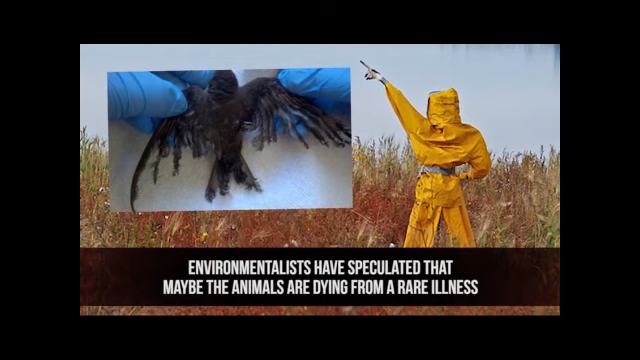 ENVIRONMENTALISTS HAVE SPECULATED THAT
MAYBE THE ANIMALS ARE DYING FROM A RARE ILLNESS